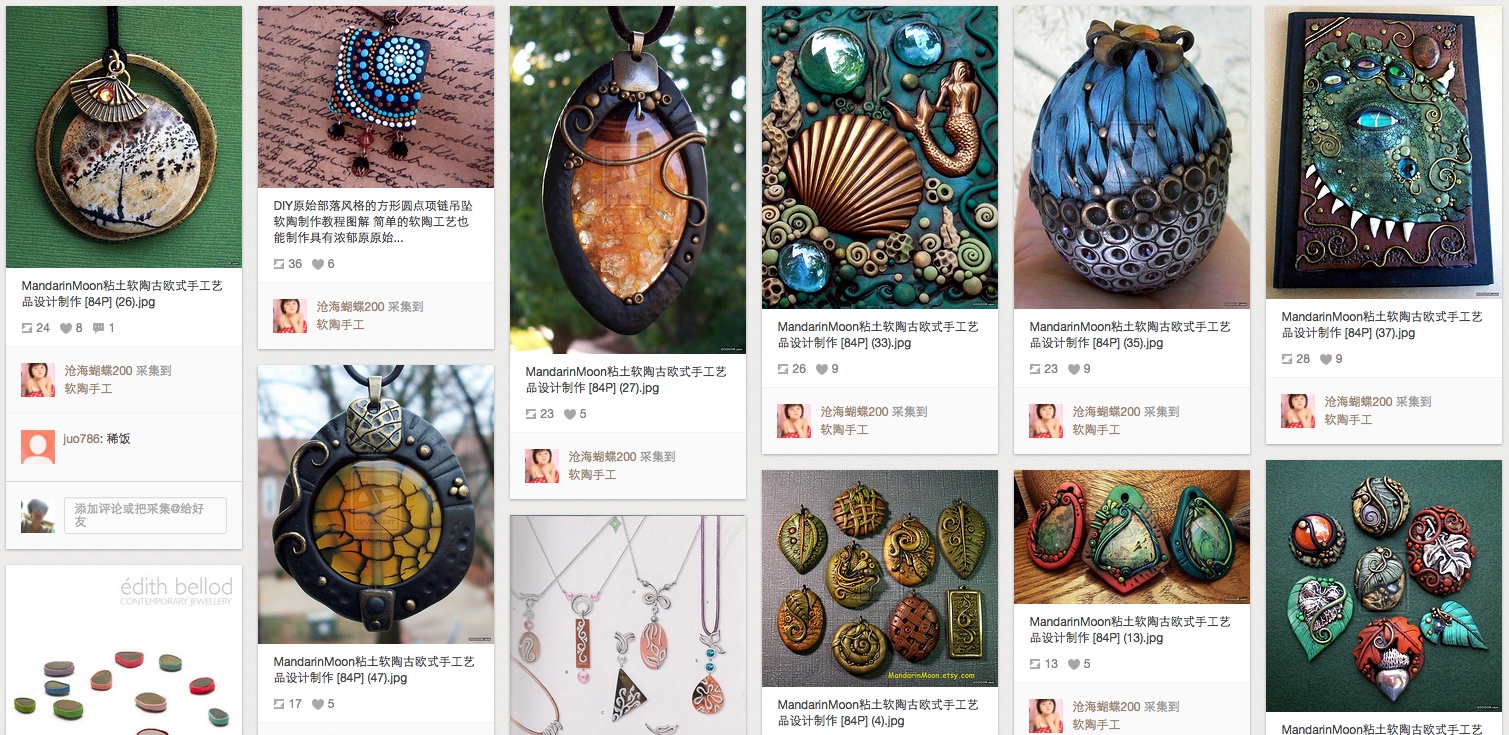 MandarinMoon粘土软陶古欧式手工艺
品设计制作 [84P] (26).jpg
24 8 1
沧海蝴蝶200 采集到
软陶手工
juo786: 稀饭
添加评论或把采集@给好
友
édith bellod
CONTEMPORARY JEWELLERY
DIY原始部落风格的方形圆点项链吊坠
软陶制作教程图解 简单的软陶工艺也
能制作具有浓郁原原始...
36 6
沧海蝴蝶200 采集到
软陶手工
MandarinMoon粘土软陶古欧式手工艺
品设计制作 [84P] (47).jpg
17 5
MandarinMoon粘土软陶古欧式手工艺
品设计制作 [84P] (27).jpg
23 5
沧海蝴蝶200 采集到
软陶手工
MandarinMoon粘土软陶古欧式手工艺
品设计制作 [84P] (33).jpg
26 9
沧海蝴蝶200 采集到
软陶手工
MandarinMoon.etsy.com
MandarinMoon粘土软陶古欧式手工艺
品设计制作 [84P] (4).jpg
MandarinMoon粘土软陶古欧式手工艺
品设计制作 [84P] (35).jpg
23 9
沧海蝴蝶200 采集到
软陶手工
MandarinMoon粘土软陶古欧式手工艺
品设计制作 [84P] (13).jpg
13 5
沧海蝴蝶200 采集到
软陶手工
MandarinMoon粘土软陶古欧式手工艺
品设计制作 [84P] (37).jpg
28 9
沧海蝴蝶200 采集到
软陶手工
MandarinMoon粘土软陶古欧式手工艺